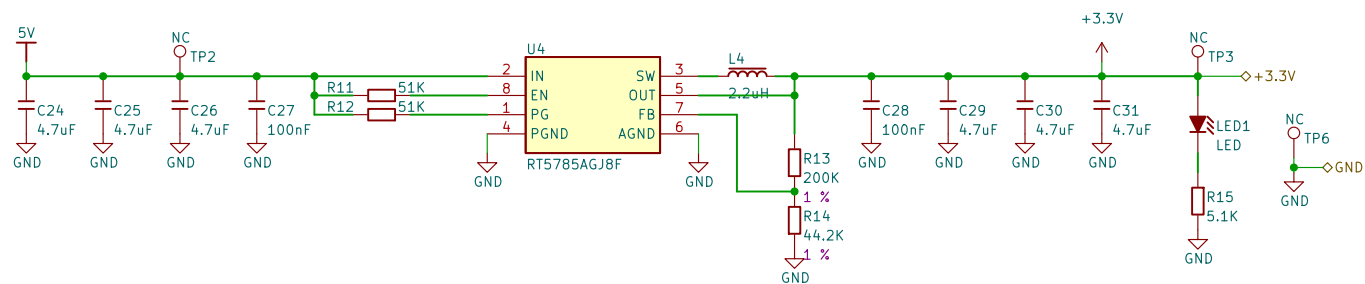 5V
NC
TP2
C24
4.7uF
GND
C25
4.7uF
GND
C26
4.7uF
GND
C27
100nF
GND
R11
51K
R12
51K
U4
2
IN
8
EN
1
PG
4
PGND
SW
3
OUT
5
FB
7
AGND
6
RT5785AGJ8F
GND
GND
L4
2.2uH
R13
200K
1 %
R14
44.2K
1 %
GND
C28
100nF
GND
C29
4.7uF
GND
C30
4.7uF
GND
+3.3V
C31
4.7uF
GND
NC
TP3
+3.3V
LED1
LED
R15
5.1K
GND
NC
TP6
GND
GND